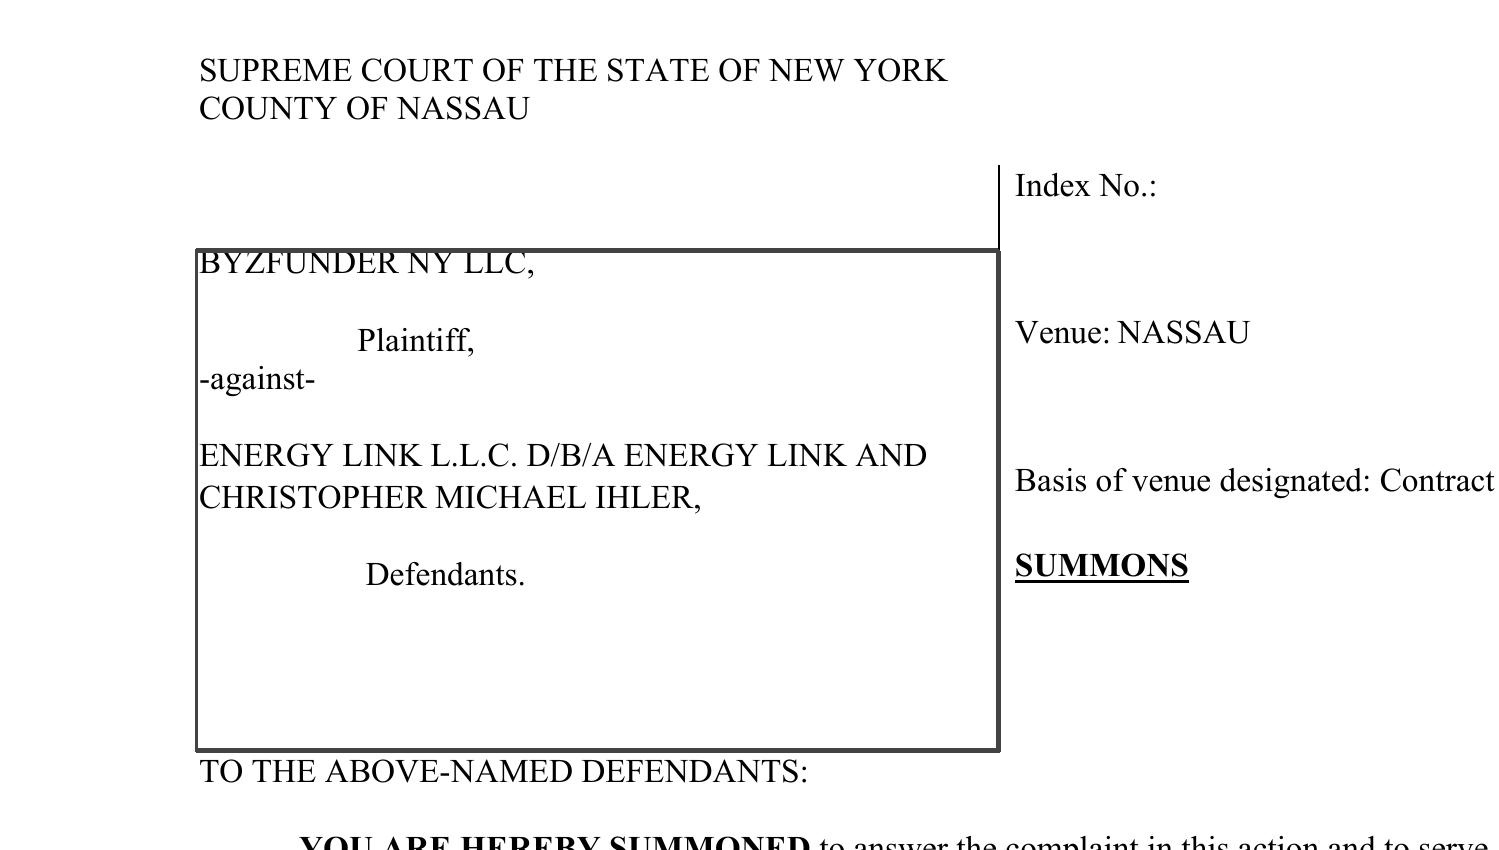 SUPREME COURT OF THE STATE OF NEW YORK
COUNTY OF NASSAU
Index No.:
BYZFUNDER NY LLC,
Plaintiff,
-against-
ENERGY LINK L.L.C. D/B/A ENERGY LINK AND
CHRISTOPHER MICHAEL IHLER,
Defendants.
Venue: NASSAU
Basis of venue designated: Contract
SUMMONS
TO THE ABOVE-NAMED DEFENDANTS:
YOU ARE HEREBY SUMMONED to answer the complaint in this action and to serve